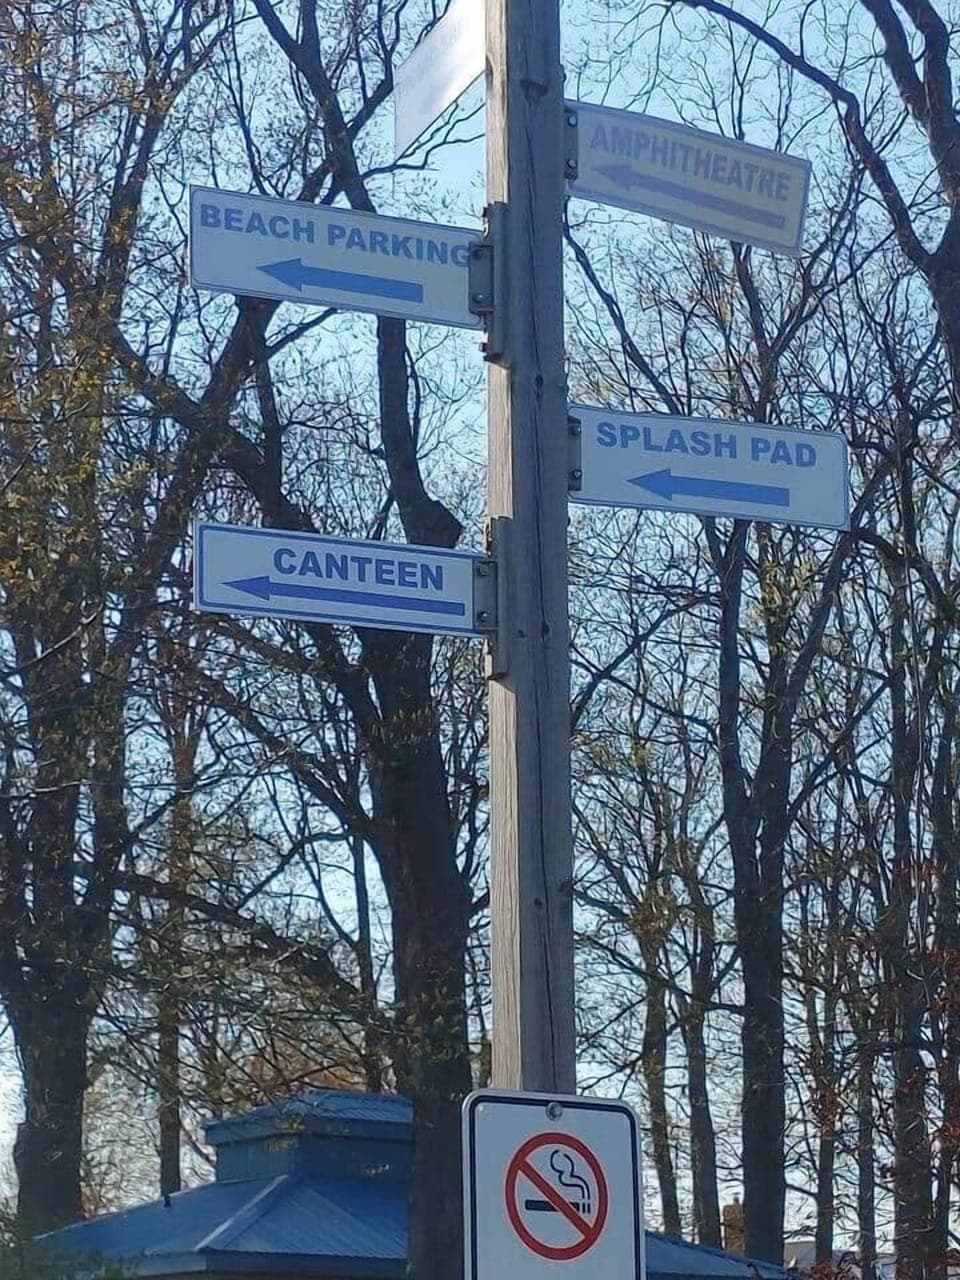 AMPHITHEATRE
BEACH PARKING
SPLASH PAD
CANTEEN